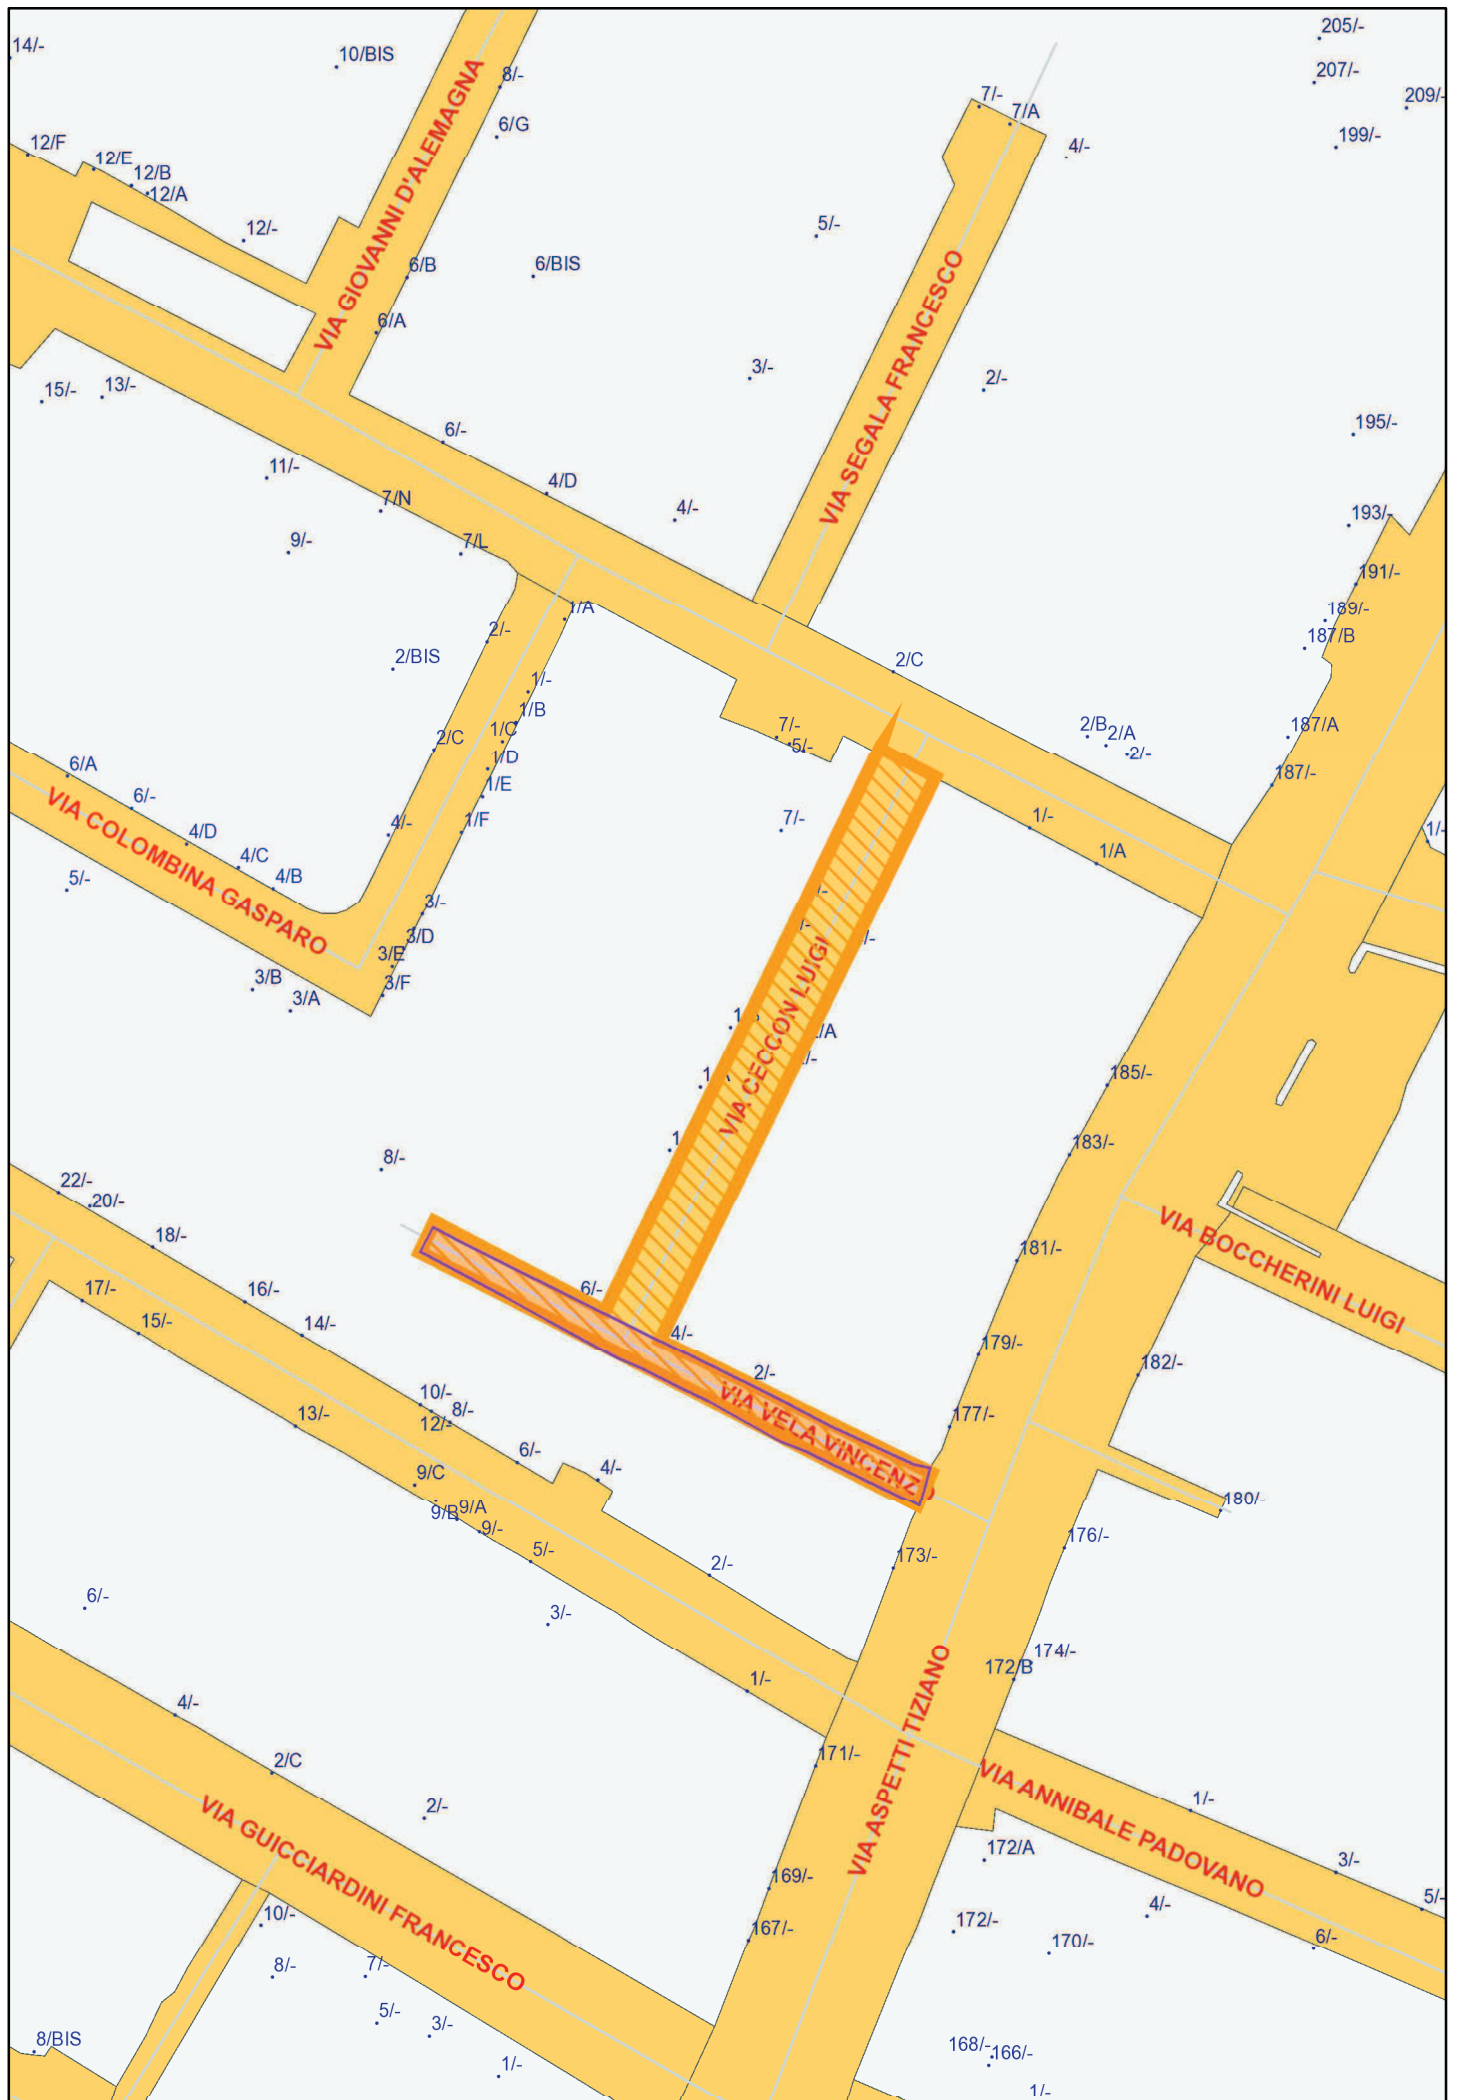 205/-
14/-
10/BIS
207/-
8/-
209/-
7/-
7/A
6/G
199/-
12/F
4/-
12/E
12/B
12/A
VIA GIOVANNI D'ALEMAGNA
12/-
5/-
6/B
6/BIS
6/A
VIA SEGALA FRANCESCO
3/-
2/-
15/-
13/-
195/-
6/-
11/-
4/D
7/N
4/-
193/-
9/-
7/L
191/-
1/A
189/-
2/-
187/B
2/BIS
2/C
1/-
1/B
7/-
1/C
2/B
2/A
187/A
2/C
5/-
-2/-
1/D
6/A
187/-
1/E
6/-
VIA COLOMBINA GASPARO
4/D
4/-
1/F
7/-
1/-
1/-
4/C
1/A
4/B
5/-
3/-
3/D
3/E
3/B
3/F
3/A
VIA CECCON LUIGI
/A
185/-
183/-
8/-
22/-
20/-
18/-
181/-
VIA BOCCHERINI LUIGI
17/-
16/-
6/-
15/-
14/-
4/-
179/-
182/-
2/-
10/-
8/-
12/-
13/-
VIA VELA VINCENZO
177/-
6/-
4/-
9/C
180/-
9/B
9/A
9/-
5/-
2/-
173/-
176/-
6/-
3/-
174/-
172/B
1/-
4/-
VIA ASPETTI TIZIANO
171/-
2/C
VIA ANNIBALE PADOVANO
1/-
2/-
VIA GUICCIARDINI FRANCESCO
172/A
3/-
169/-
5/-
4/-
10/-
172/-
167/-
170/-
6/-
8/-
7/-
5/-
3/-
8/BIS
168/-
166/-
1/-
1/-